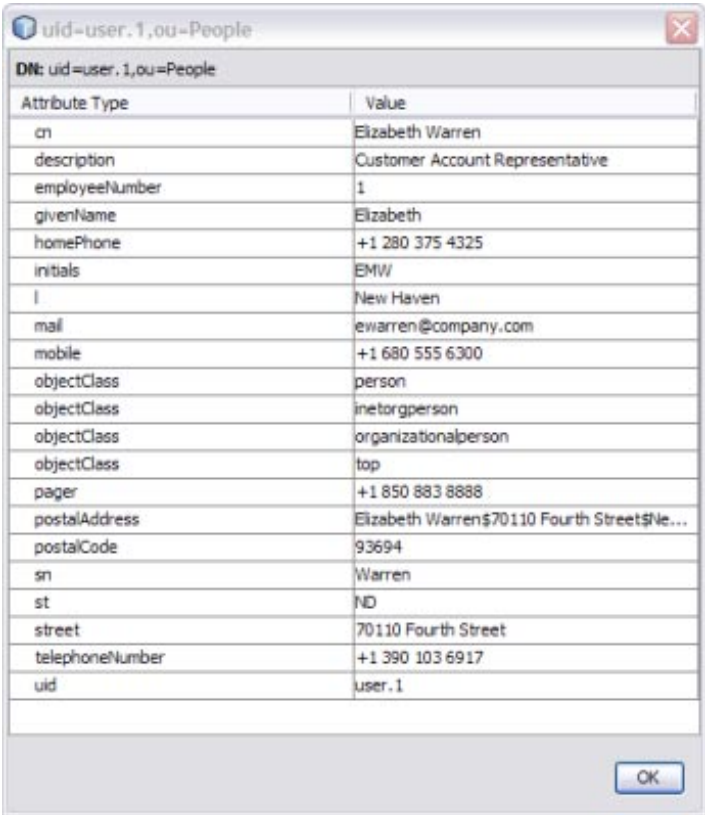 uid=user.1,ou=People
DN: uid=user.1,ou=People
Attribute Type Value
cn Elizabeth Warren
description Customer Account Representative
employeeNumber 1
givenName Elizabeth
homePhone +1 280 375 4325
initials EMW
l New Haven
mail ewarren@company.com
mobile +1 680 555 6300
objectClass person
objectClass inetorgperson
objectClass organizationalperson
objectClass top
pager +1 850 883 8888
postalAddress Elizabeth Warren$70110 Fourth Street$Ne...
postalCode 93694
sn Warren
st ND
street 70110 Fourth Street
telephoneNumber +1 390 103 6917
uid user.1
OK